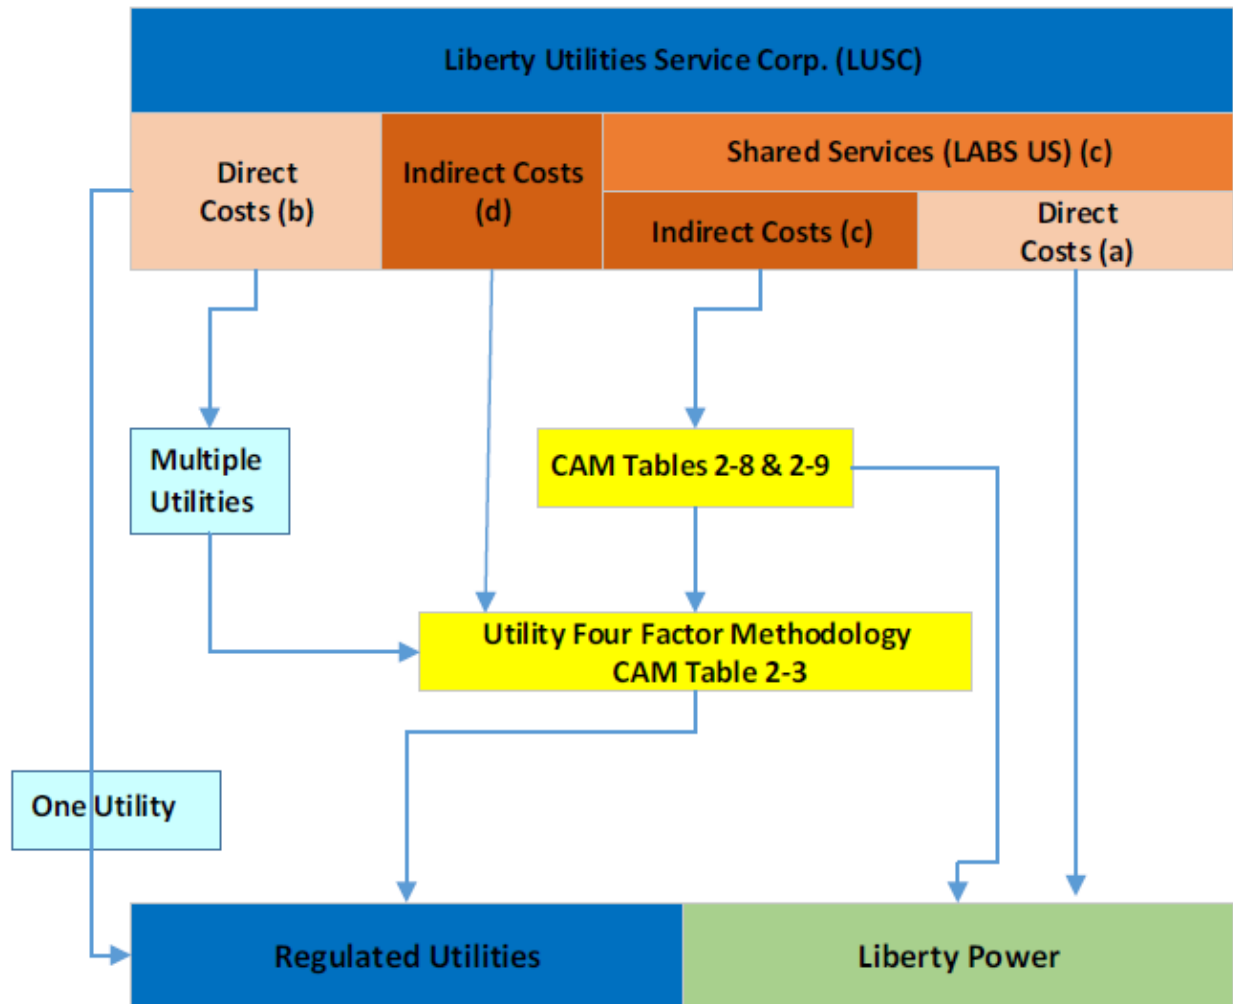 Liberty Utilities Service Corp. (LUSC)
Direct
Costs (b)
Indirect Costs
(d)
Shared Services (LABS US) (c)
Indirect Costs (c)
Direct
Costs (a)
Multiple
Utilities
CAM Tables 2-8 & 2-9
Utility Four Factor Methodology
CAM Table 2-3
One Utility
Regulated Utilities
Liberty Power